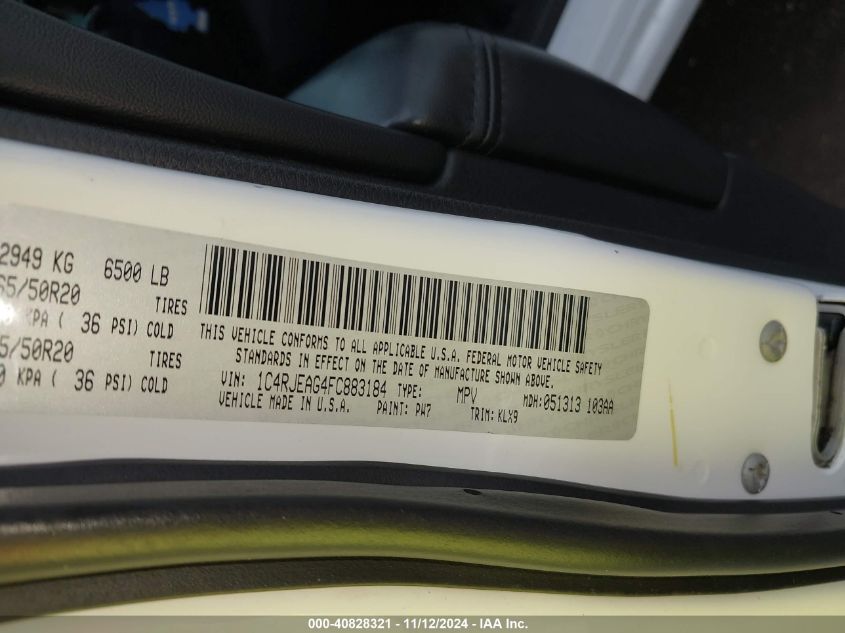 2949 KG 6500 LB
65/50R20 TIRES
KPA ( 36 PSI) COLD
5/50R20 TIRES
0 KPA ( 36 PSI) COLD
THIS VEHICLE CONFORMS TO ALL APPLICABLE U.S.A. FEDERAL MOTOR VEHICLE SAFETY
STANDARDS IN EFFECT ON THE DATE OF MANUFACTURE SHOWN ABOVE.
VIN: 1C4RJEAG4FC883184 TYPE: MPV MDH:051313 103AA
VEHICLE MADE IN U.S.A. PAINT: PW7 TRIM: KLX9
000-40828321 - 11/12/2024 - IAA Inc.